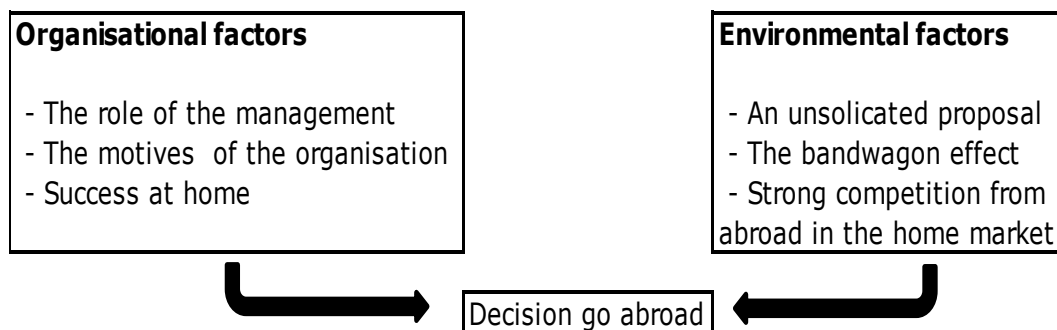 Organisational factors
- The role of the management
- The motives of the organisation
- Success at home
Environmental factors
- An unsolicated proposal
- The bandwagon effect
- Strong competition from
abroad in the home market
Decision go abroad